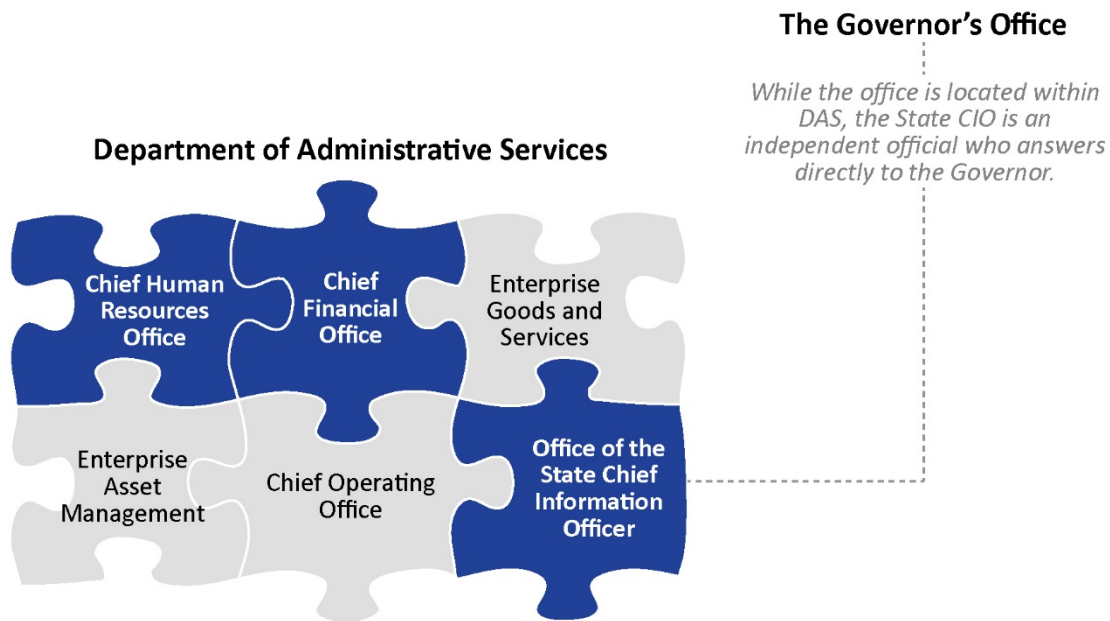 The Governor’s Office
While the office is located within
DAS, the State CIO is an
independent official who answers
directly to the Governor.
Department of Administrative Services
Chief Human
Resources
Office
Chief
Financial
Office
Enterprise
Goods and
Services
Enterprise
Asset
Management
Chief Operating
Office
Office of the
State Chief
Information
Officer